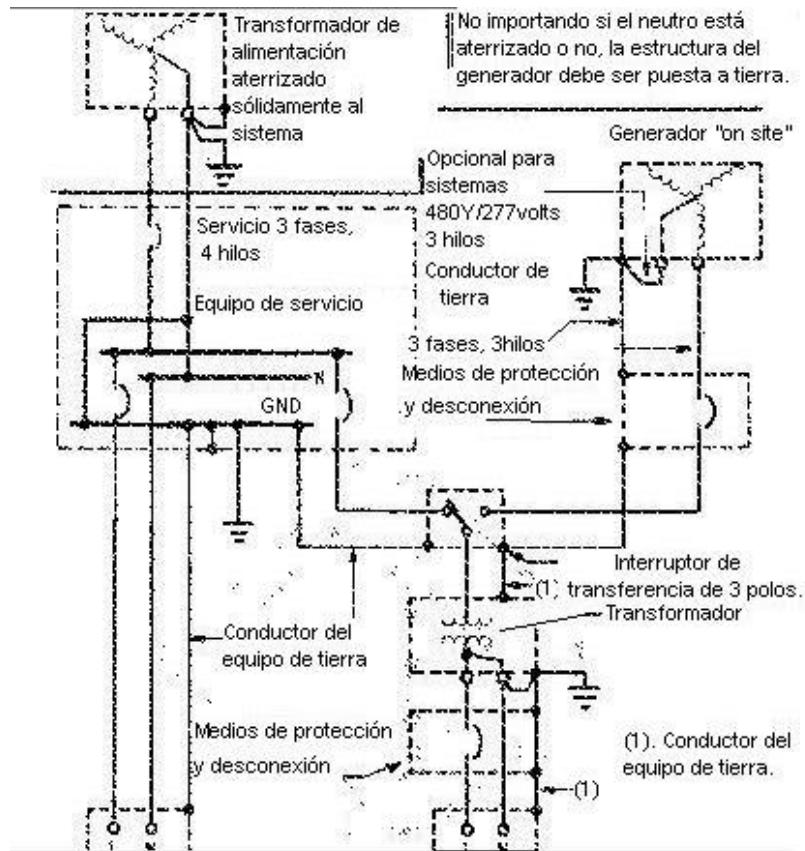 Transformador de
alimentación
aterrizado
sólidamente al
sistema
No importando si el neutro está
aterrizado o no, la estructura del
generador debe ser puesta a tierra.
Generador "on site"
Opcional para
sistemas
480Y/277volts
3 hilos
Conductor de
tierra
Servicio 3 fases,
4 hilos
Equipo de servicio
3 fases, 3hilos
Medios de protección
y desconexión
N
GND
Interruptor de
transferencia de 3 polos.
(1)
Transformador
Conductor del
equipo de tierra
Medios de protección
y desconexión
(1). Conductor del
equipo de tierra.
(1)